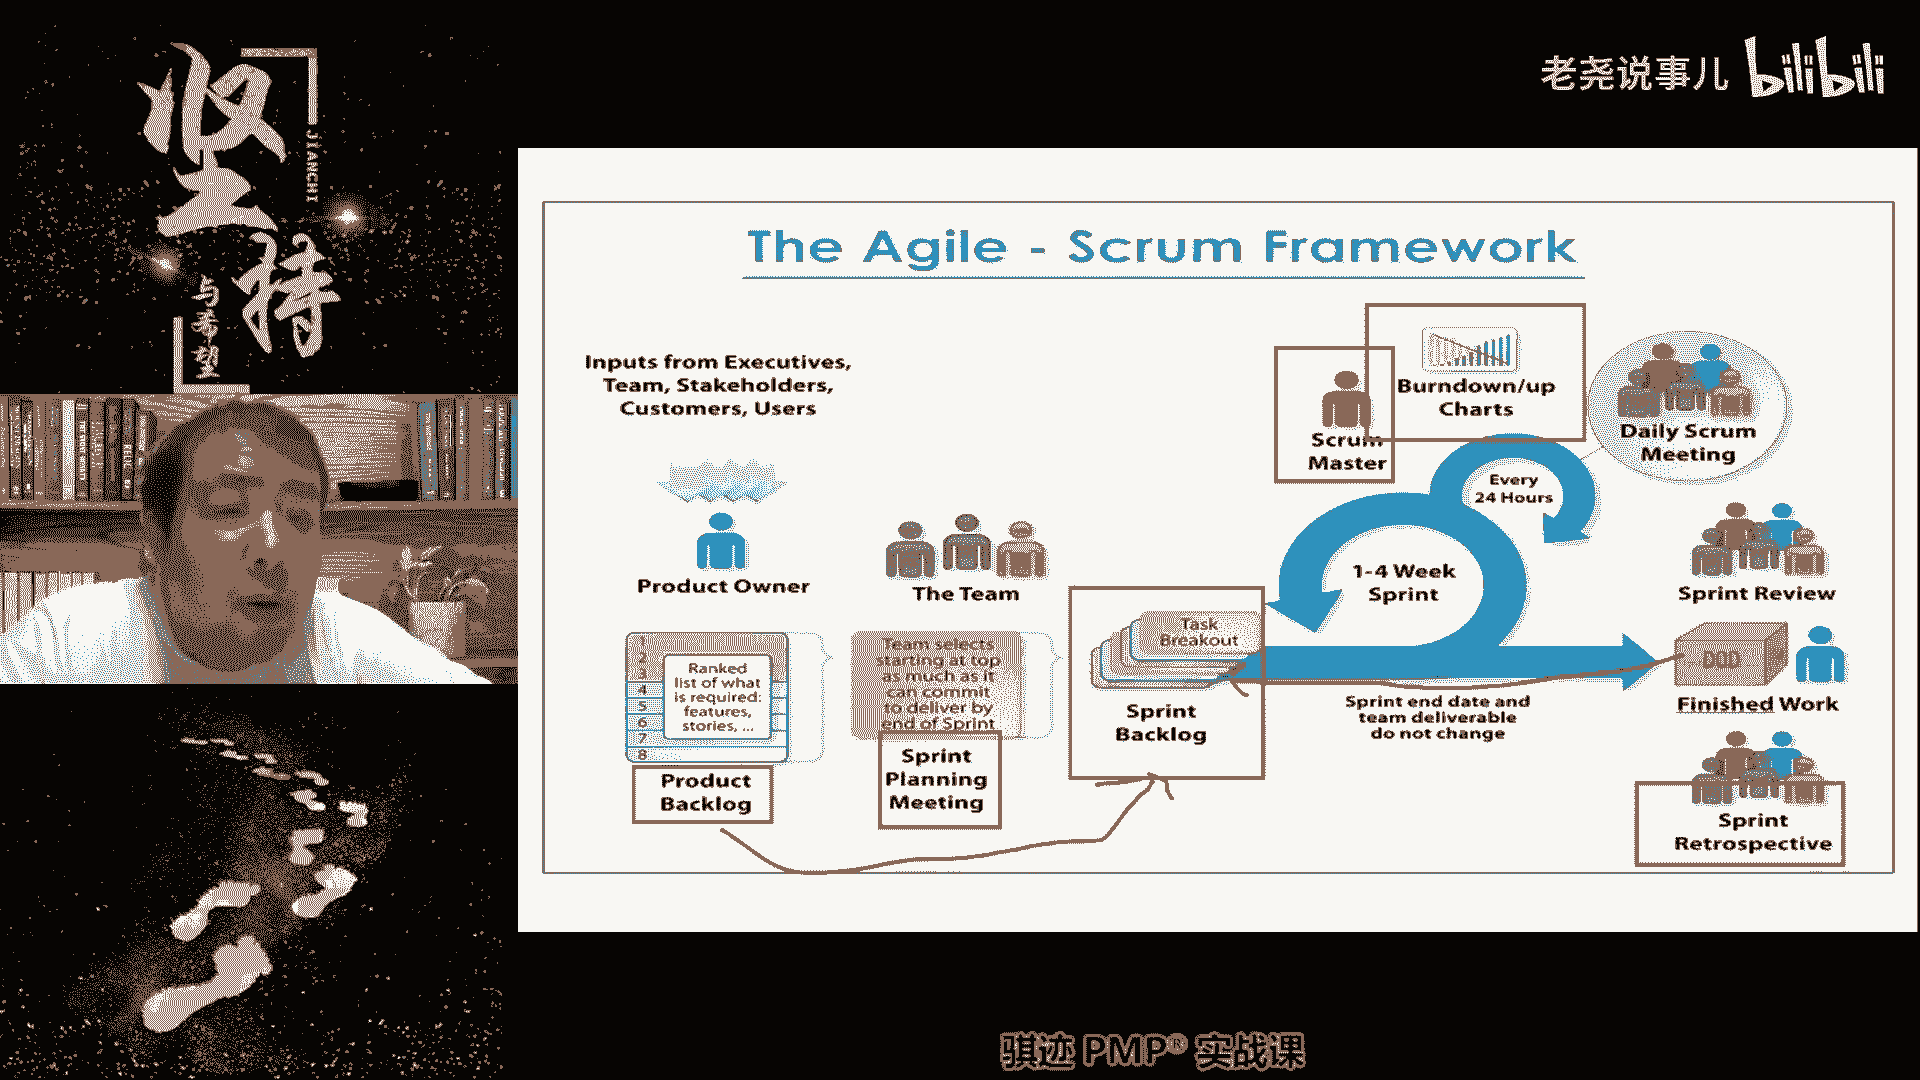 坚持
JIANCHI
与希望
老尧说事儿 bilibili
The Agile - Scrum Framework
Inputs from Executives,
Team, Stakeholders,
Customers, Users
Product Owner
The Team
1
2
3
4
5
6
7
8
Ranked
list of what
is required:
features,
stories, ...
Product
Backlog
Team selects
starting at top
as much as it
can commit
to deliver by
end of Sprint
Sprint
Planning
Meeting
Task
Breakout
Sprint
Backlog
Scrum
Master
Burndown/up
Charts
Every
24 Hours
1-4 Week
Sprint
Sprint end date and
team deliverable
do not change
Daily Scrum
Meeting
Sprint Review
DOD
Finished Work
Sprint
Retrospective
骐迹 PMP® 实战课